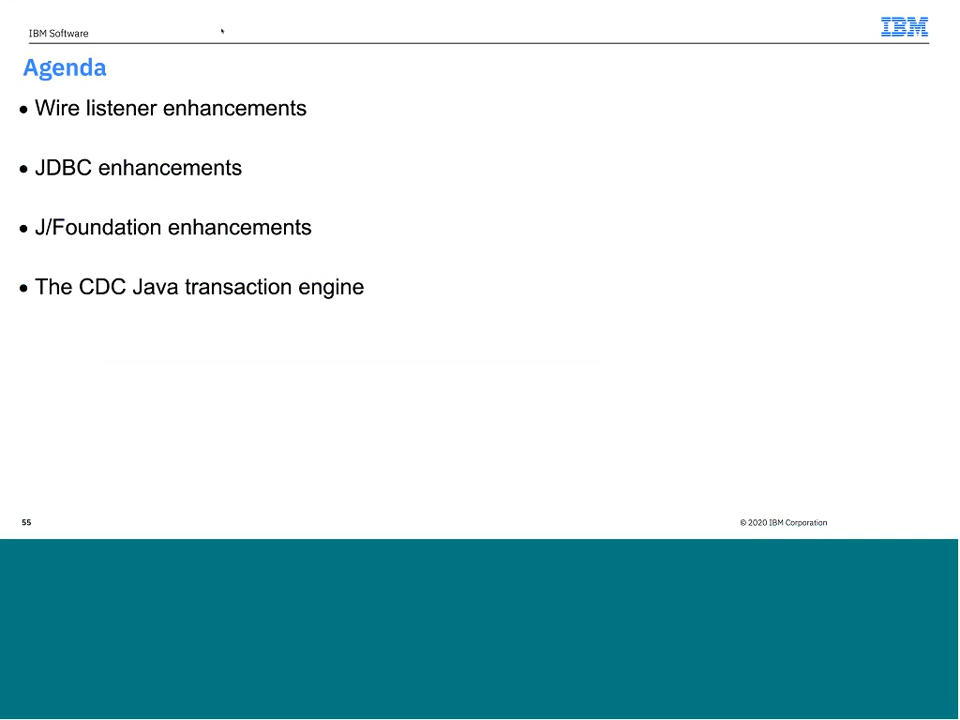 IBM Software
IBM
Agenda
• Wire listener enhancements
• JDBC enhancements
• J/Foundation enhancements
• The CDC Java transaction engine
55
© 2020 IBM Corporation